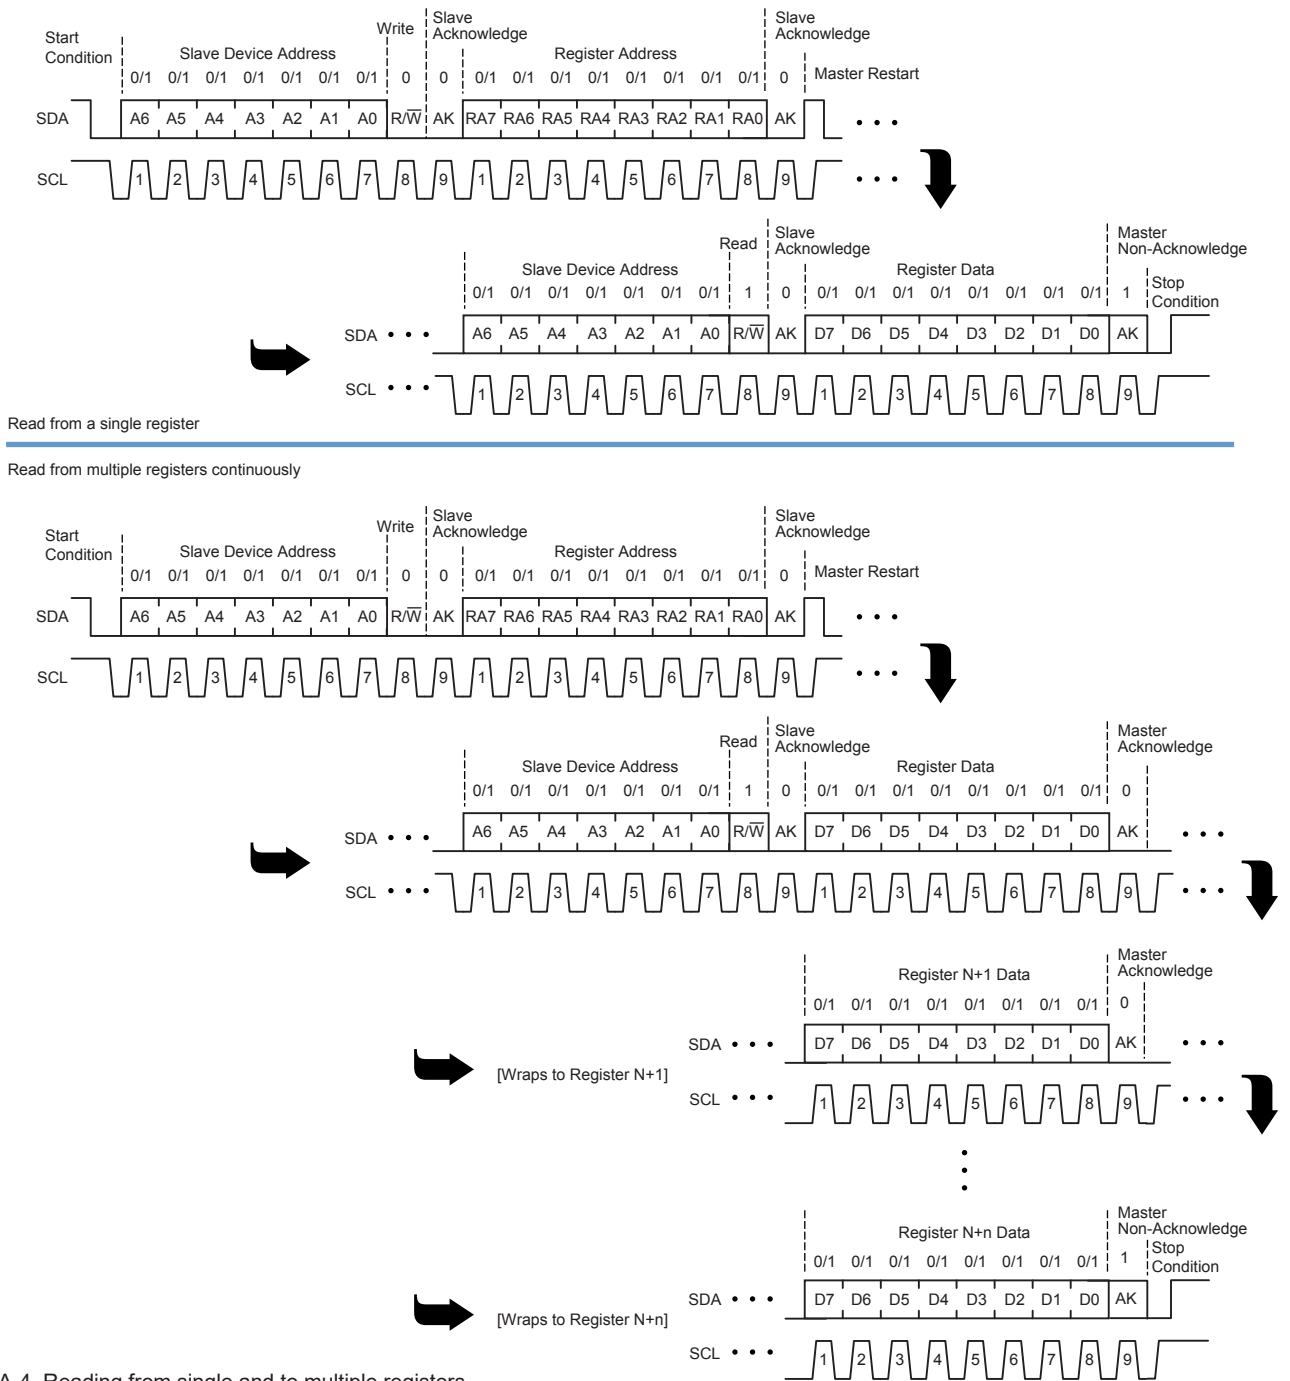 Start Condition
Slave Device Address
Write
Slave Acknowledge
Register Address
Slave Acknowledge
Master Restart
0/1 0/1 0/1 0/1 0/1 0/1 0/1 0 0 0/1 0/1 0/1 0/1 0/1 0/1 0/1 0/1 0
SDA A6 A5 A4 A3 A2 A1 A0 R/W̅ AK RA7 RA6 RA5 RA4 RA3 RA2 RA1 RA0 AK • • •
SCL 1 2 3 4 5 6 7 8 9 1 2 3 4 5 6 7 8 9 • • •
Slave Device Address
Read
Slave Acknowledge
Register Data
Master Non-Acknowledge
Stop Condition
0/1 0/1 0/1 0/1 0/1 0/1 0/1 1 0 0/1 0/1 0/1 0/1 0/1 0/1 0/1 0/1 1
SDA • • • A6 A5 A4 A3 A2 A1 A0 R/W̅ AK D7 D6 D5 D4 D3 D2 D1 D0 AK
SCL • • • 1 2 3 4 5 6 7 8 9 1 2 3 4 5 6 7 8 9
Read from a single register
Read from multiple registers continuously
Start Condition
Slave Device Address
Write
Slave Acknowledge
Register Address
Slave Acknowledge
Master Restart
0/1 0/1 0/1 0/1 0/1 0/1 0/1 0 0 0/1 0/1 0/1 0/1 0/1 0/1 0/1 0/1 0
SDA A6 A5 A4 A3 A2 A1 A0 R/W̅ AK RA7 RA6 RA5 RA4 RA3 RA2 RA1 RA0 AK • • •
SCL 1 2 3 4 5 6 7 8 9 1 2 3 4 5 6 7 8 9 • • •
Slave Device Address
Read
Slave Acknowledge
Register Data
Master Acknowledge
0/1 0/1 0/1 0/1 0/1 0/1 0/1 1 0 0/1 0/1 0/1 0/1 0/1 0/1 0/1 0/1 0
SDA • • • A6 A5 A4 A3 A2 A1 A0 R/W̅ AK D7 D6 D5 D4 D3 D2 D1 D0 AK • • •
SCL • • • 1 2 3 4 5 6 7 8 9 1 2 3 4 5 6 7 8 9 • • •
Register N+1 Data
Master Acknowledge
0/1 0/1 0/1 0/1 0/1 0/1 0/1 0/1 0
SDA • • • D7 D6 D5 D4 D3 D2 D1 D0 AK • • •
[Wraps to Register N+1]
SCL • • • 1 2 3 4 5 6 7 8 9 • • •
Register N+n Data
Master Non-Acknowledge
Stop Condition
0/1 0/1 0/1 0/1 0/1 0/1 0/1 0/1 1
SDA • • • D7 D6 D5 D4 D3 D2 D1 D0 AK
[Wraps to Register N+n]
SCL • • • 1 2 3 4 5 6 7 8 9
A-4. Reading from single and to multiple registers